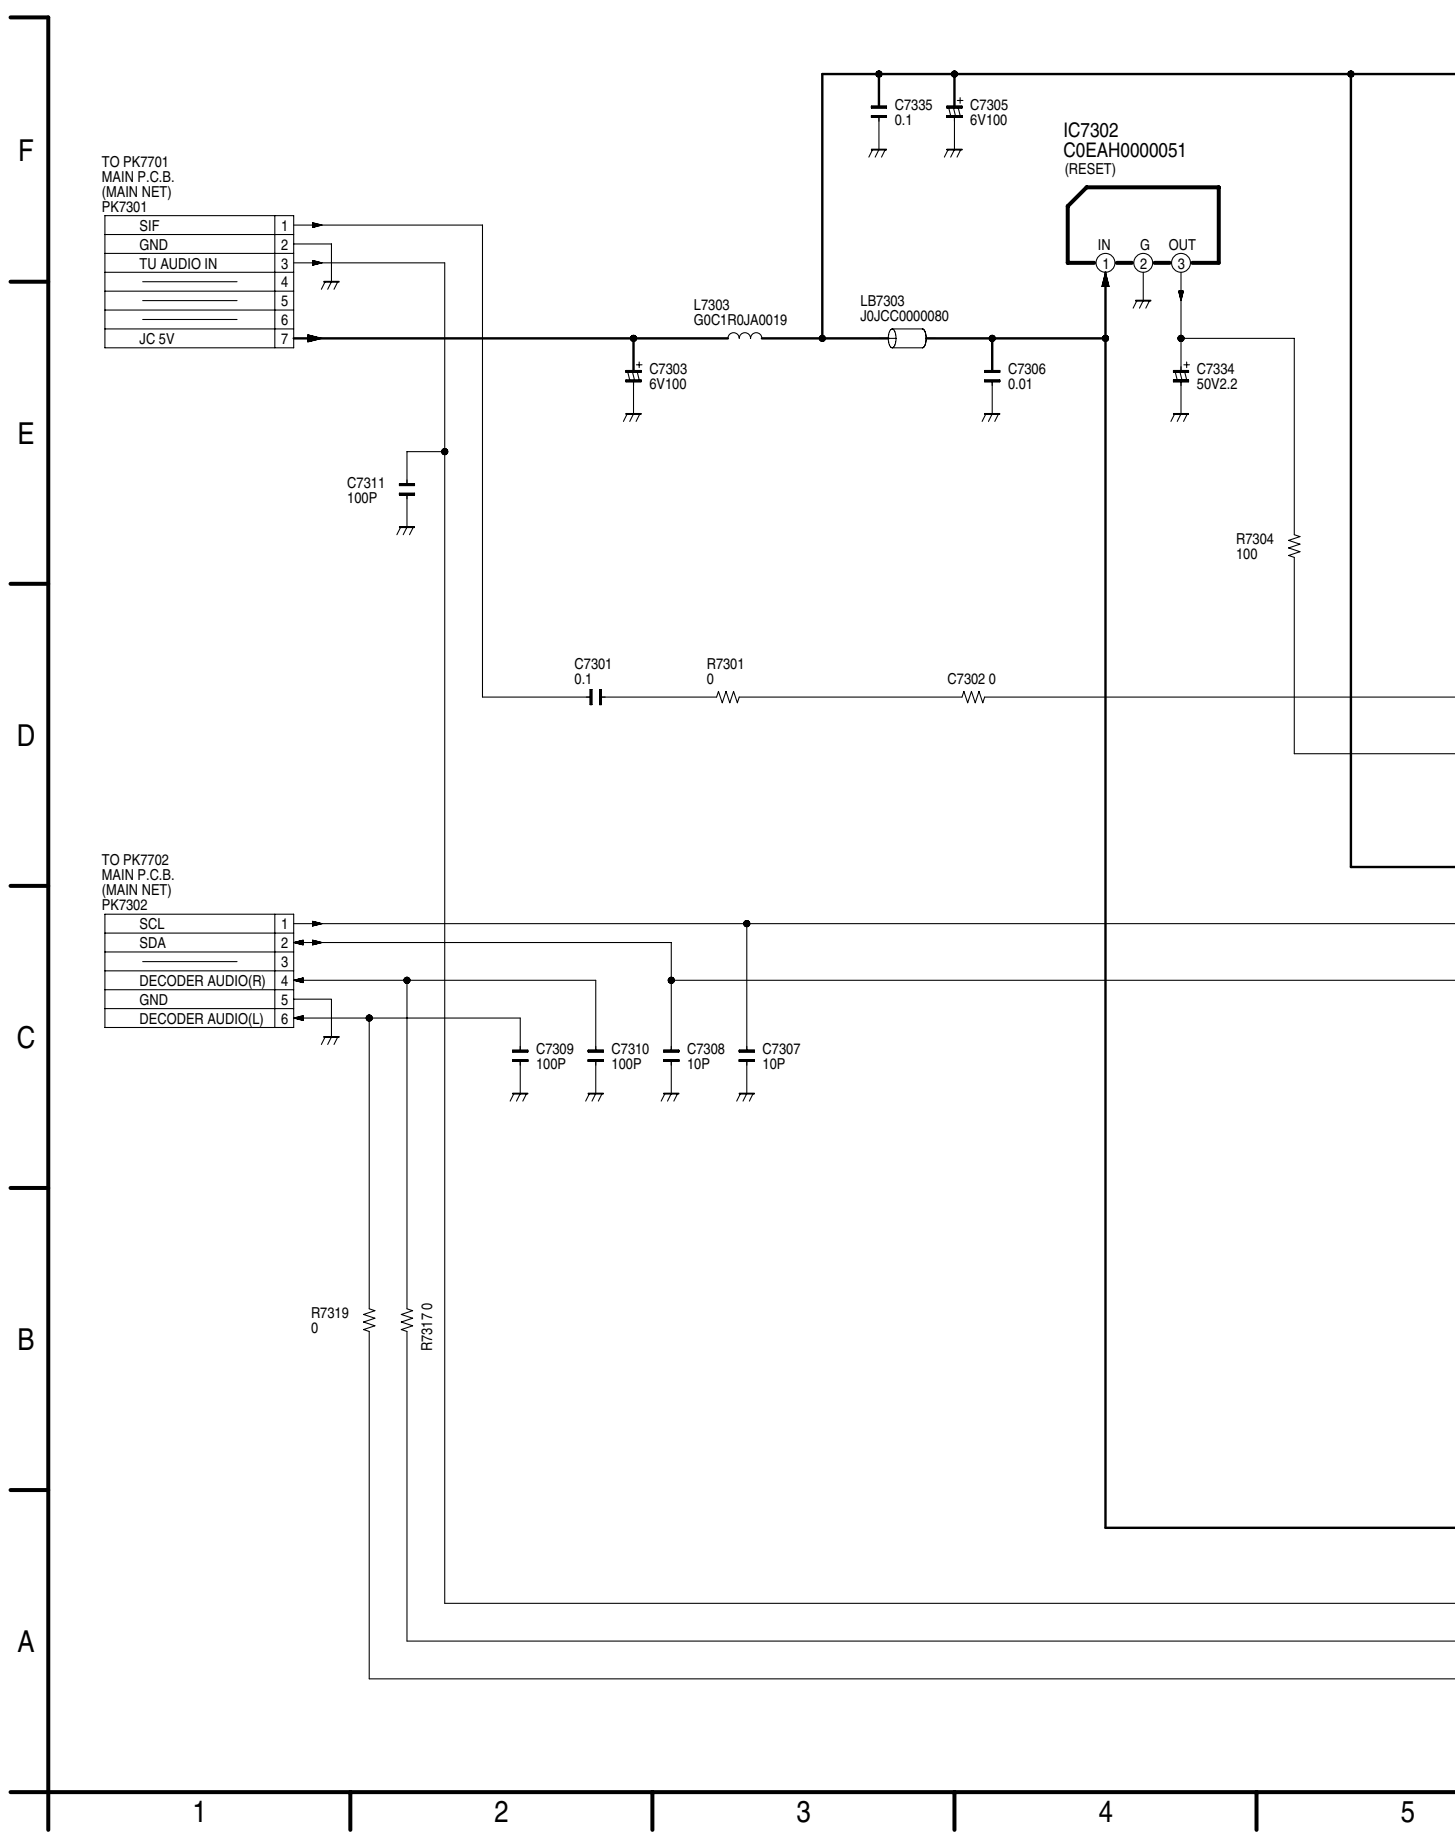 F
C7335
0.1
C7305
6V100
+
IC7302
C0EAH0000051
(RESET)
IN G OUT
1 2 3
TO PK7701
MAIN P.C.B.
(MAIN NET)
PK7301
SIF 1
GND 2
TU AUDIO IN 3
4
5
6
JC 5V 7
L7303
G0C1R0JA0019
LB7303
J0JCC0000080
+
C7303
6V100
C7306
0.01
+
C7334
50V2.2
E
C7311
100P
R7304
100
C7301
0.1
R7301
0
C7302 0
D
TO PK7702
MAIN P.C.B.
(MAIN NET)
PK7302
SCL 1
SDA 2
3
DECODER AUDIO(R) 4
GND 5
DECODER AUDIO(L) 6
C
C7309
100P
C7310
100P
C7308
10P
C7307
10P
R7319
0
R7317 0
B
A
1 2 3 4 5